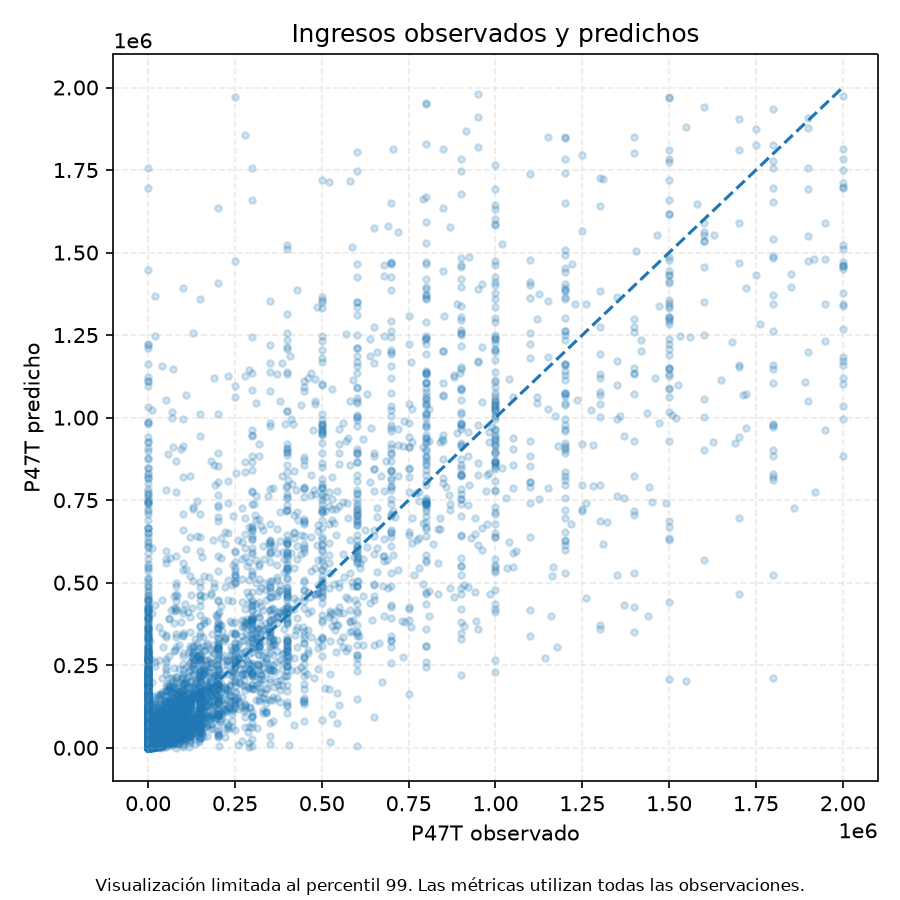 Ingresos observados y predichos
1e6
2.00
1.75
1.50
1.25
1.00
0.75
0.50
0.25
0.00
P47T predicho
0.00 0.25 0.50 0.75 1.00 1.25 1.50 1.75 2.00
1e6
P47T observado
Visualización limitada al percentil 99. Las métricas utilizan todas las observaciones.